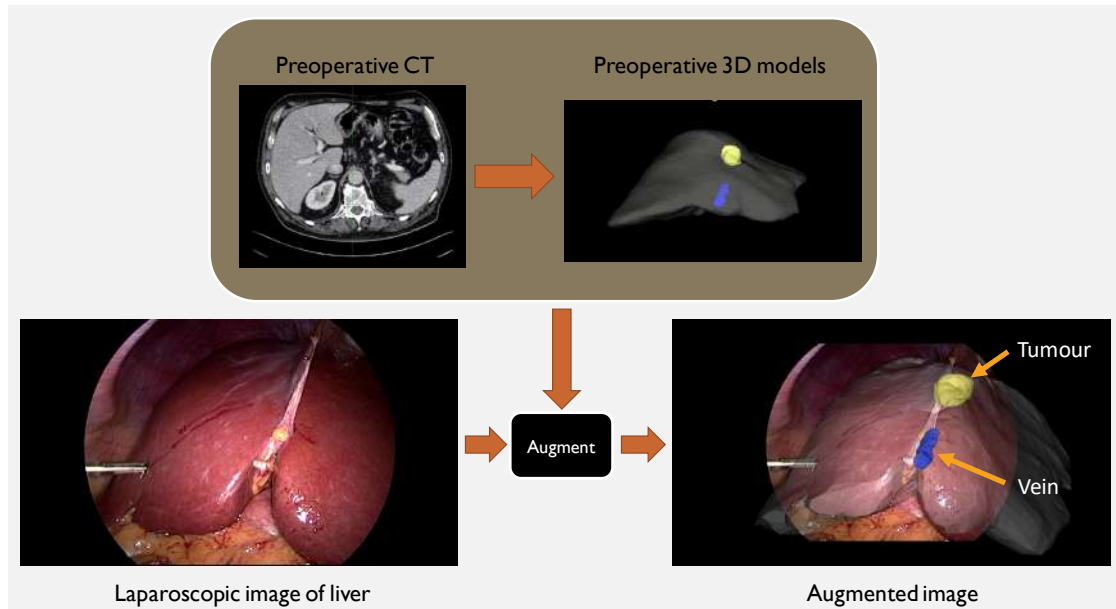 Preoperative CT
Preoperative 3D models
Augment
Tumour
Vein
Laparoscopic image of liver
Augmented image